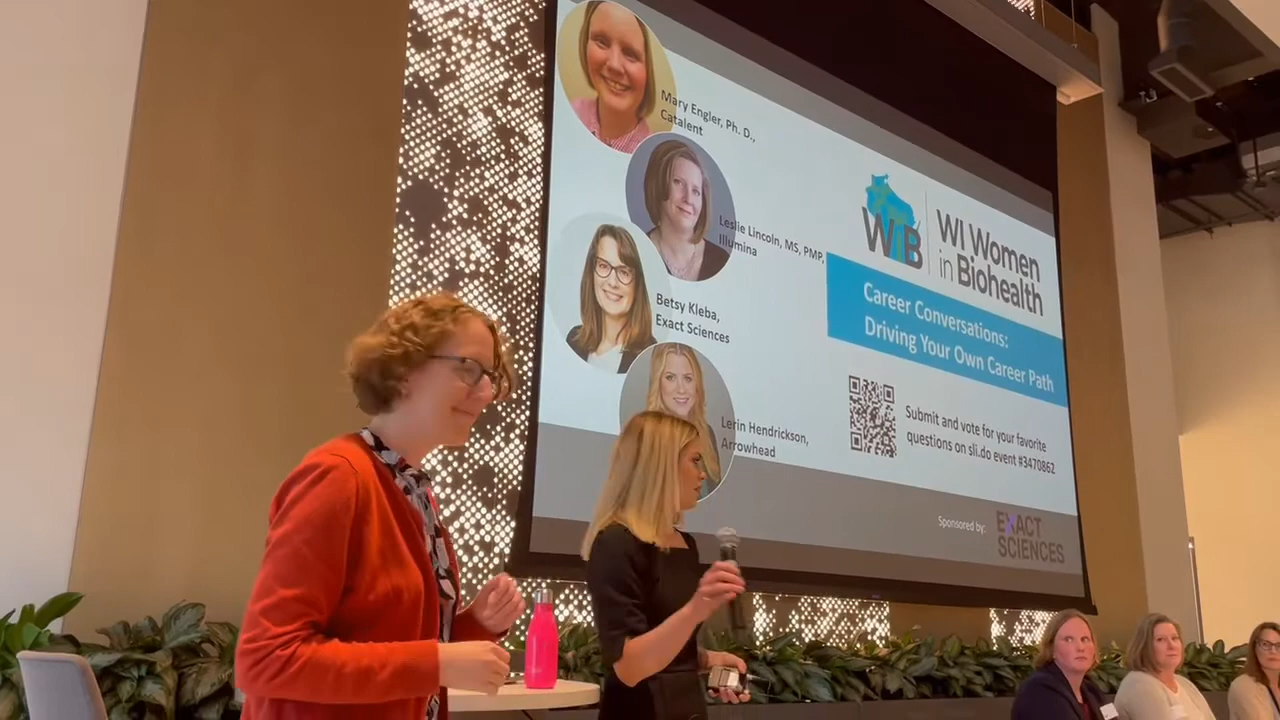 Mary Engler, Ph. D.,
Catalent
Leslie Lincoln, MS, PMP,
Illumina
Betsy Kleba,
Exact Sciences
Lerin Hendrickson,
Arrowhead
WiB
WI Women
in Biohealth
Career Conversations:
Driving Your Own Career Path
Submit and vote for your favorite
questions on sli.do event #3470862
Sponsored by:
EXACT
SCIENCES